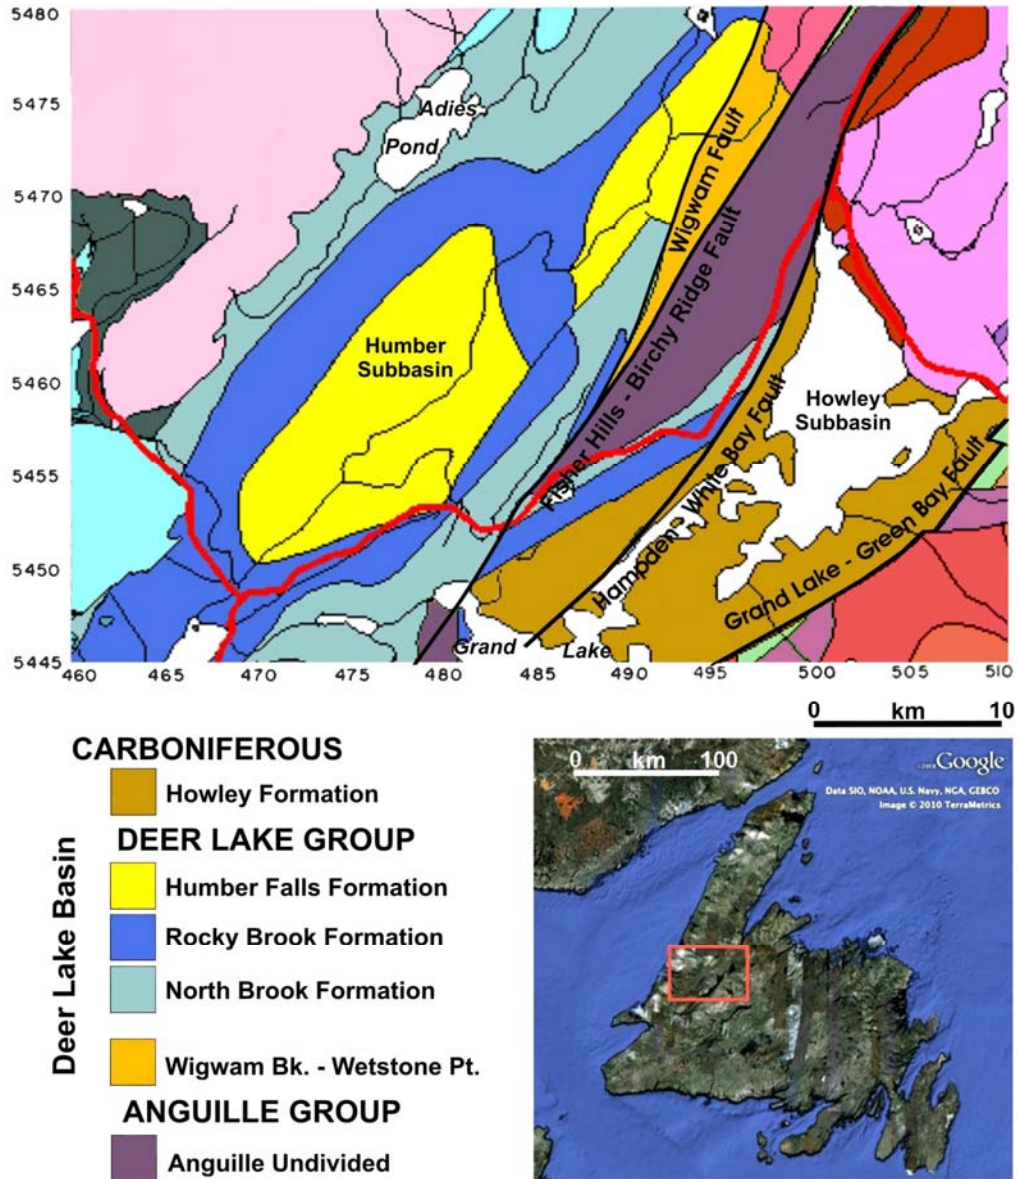 5480
5475
5470
5465
5460
5455
5450
5445
460
465
470
475
480
485
490
495
500
505
510
Adies
Pond
Wigwam Fault
Humber
Subbasin
Fisher Hills - Birchy Ridge Fault
Howley
Subbasin
Hampden - White Bay Fault
Grand Lake - Green Bay Fault
Grand
Lake
0 km 10
CARBONIFEROUS
Howley Formation
DEER LAKE GROUP
Humber Falls Formation
Rocky Brook Formation
North Brook Formation
Wigwam Bk. - Wetstone Pt.
ANGUILLE GROUP
Anguille Undivided
Deer Lake Basin
0 km 100
Google
Data SIO, NOAA, U.S. Navy, NGA, GEBCO
Image © 2010 TerraMetrics